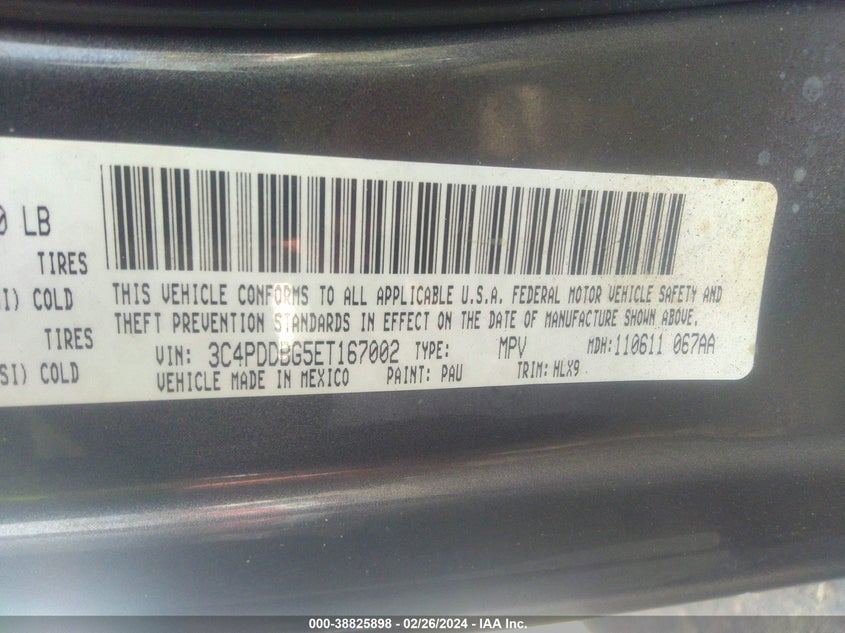 0 LB
TIRES
SI) COLD
TIRES
SI) COLD
THIS VEHICLE CONFORMS TO ALL APPLICABLE U.S.A. FEDERAL MOTOR VEHICLE SAFETY AND
THEFT PREVENTION STANDARDS IN EFFECT ON THE DATE OF MANUFACTURE SHOWN ABOVE.
VIN: 3C4PDDBG5ET167002 TYPE: MPV MDH:110611 067AA
VEHICLE MADE IN MEXICO PAINT: PAU TRIM: HLX9
000-38825898 - 02/26/2024 - IAA Inc.